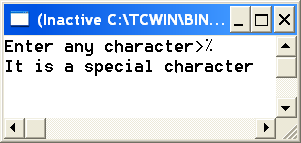 (Inactive C:\TCWIN\BIN...
Enter any character>%
It is a special character